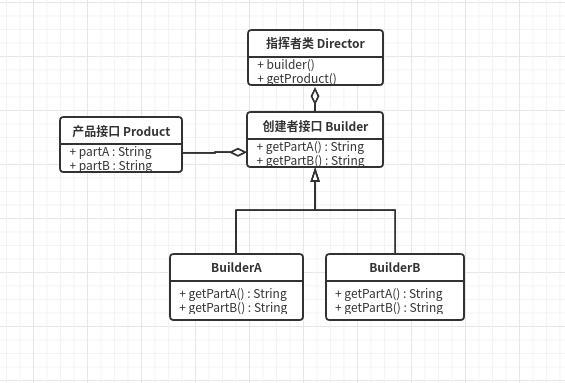 指挥者类 Director
+ builder()
+ getProduct()
创建者接口 Builder
+ getPartA() : String
+ getPartB() : String
产品接口 Product
+ partA : String
+ partB : String
BuilderA
+ getPartA() : String
+ getPartB() : String
BuilderB
+ getPartA() : String
+ getPartB() : String